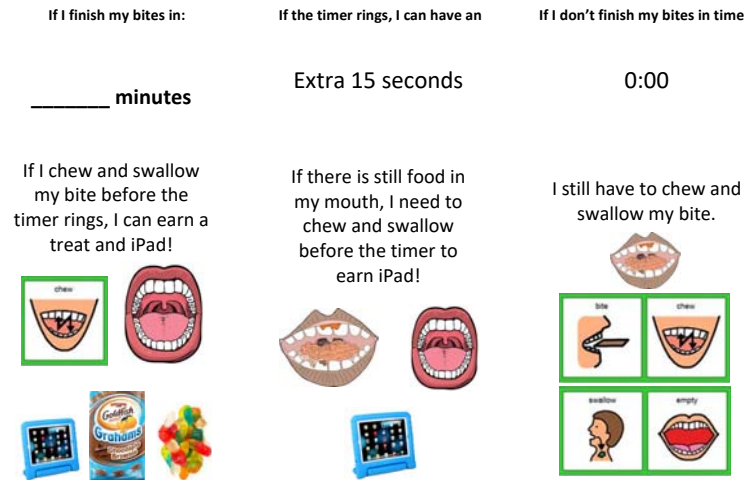 If I finish my bites in:
_______ minutes
If I chew and swallow
my bite before the
timer rings, I can earn a
treat and iPad!
chew
Goldfish
Grahams
If the timer rings, I can have an
Extra 15 seconds
If there is still food in
my mouth, I need to
chew and swallow
before the timer to
earn iPad!
If I don’t finish my bites in time
0:00
I still have to chew and
swallow my bite.
bite
chew
swallow
empty